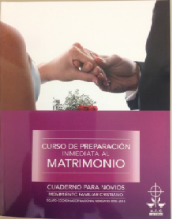 CURSO DE PREPARACIÓN
INMEDIATA AL
MATRIMONIO
CUADERNO PARA NOVIOS
MOVIMIENTO FAMILIAR CRISTIANO